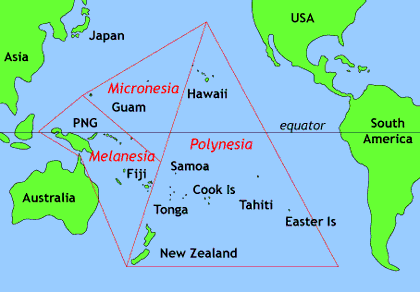 USA
Japan
Asia
Micronesia
Hawaii
Guam
PNG
equator
South
America
Polynesia
Melanesia
Samoa
Fiji
Cook Is
Australia
Tahiti
Tonga
Easter Is
New Zealand